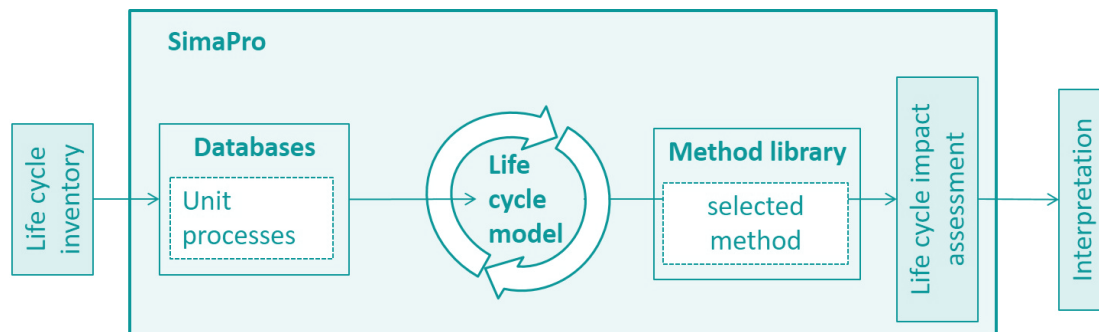 SimaPro
Life cycle
inventory
Databases
Unit
processes
Life
cycle
model
Method library
selected
method
Life cycle impact
assessment
Interpretation